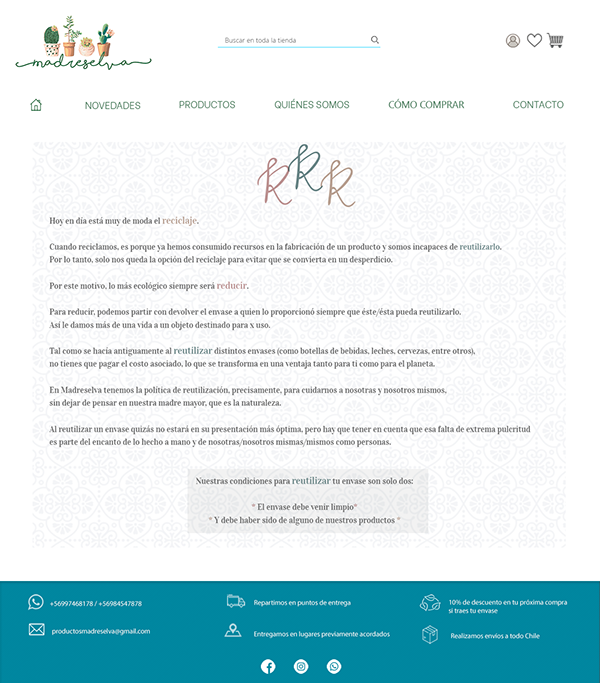 madreselva
Buscar en toda la tienda
NOVEDADES
PRODUCTOS
QUIÉNES SOMOS
CÓMO COMPRAR
CONTACTO
R R R
Hoy en día está muy de moda el reciclaje.
Cuando reciclamos, es porque ya hemos consumido recursos en la fabricación de un producto y somos incapaces de reutilizarlo.
Por lo tanto, solo nos queda la opción del reciclaje para evitar que se convierta en un desperdicio.
Por este motivo, lo más ecológico siempre será reducir.
Para reducir, podemos partir con devolver el envase a quien lo proporcionó siempre que éste/ésta pueda reutilizarlo.
Así le damos más de una vida a un objeto destinado para x uso.
Tal como se hacía antiguamente al reutilizar distintos envases (como botellas de bebidas, leches, cervezas, entre otros),
no tienes que pagar el costo asociado, lo que se transforma en una ventaja tanto para ti como para el planeta.
En Madreselva tenemos la política de reutilización, precisamente, para cuidarnos a nosotras y nosotros mismos,
sin dejar de pensar en nuestra madre mayor, que es la naturaleza.
Al reutilizar un envase quizás no estará en su presentación más óptima, pero hay que tener en cuenta que esa falta de extrema pulcritud
es parte del encanto de lo hecho a mano y de nosotras/nosotros mismas/mismos como personas.
Nuestras condiciones para reutilizar tu envase son solo dos:
* El envase debe venir limpio*
* Y debe haber sido de alguno de nuestros productos *
+56997468178 / +56984547878
Repartimos en puntos de entrega
10% de descuento en tu próxima compra
si traes tu envase
productosmadreselva@gmail.com
Entregamos en lugares previamente acordados
Realizamos envíos a todo Chile